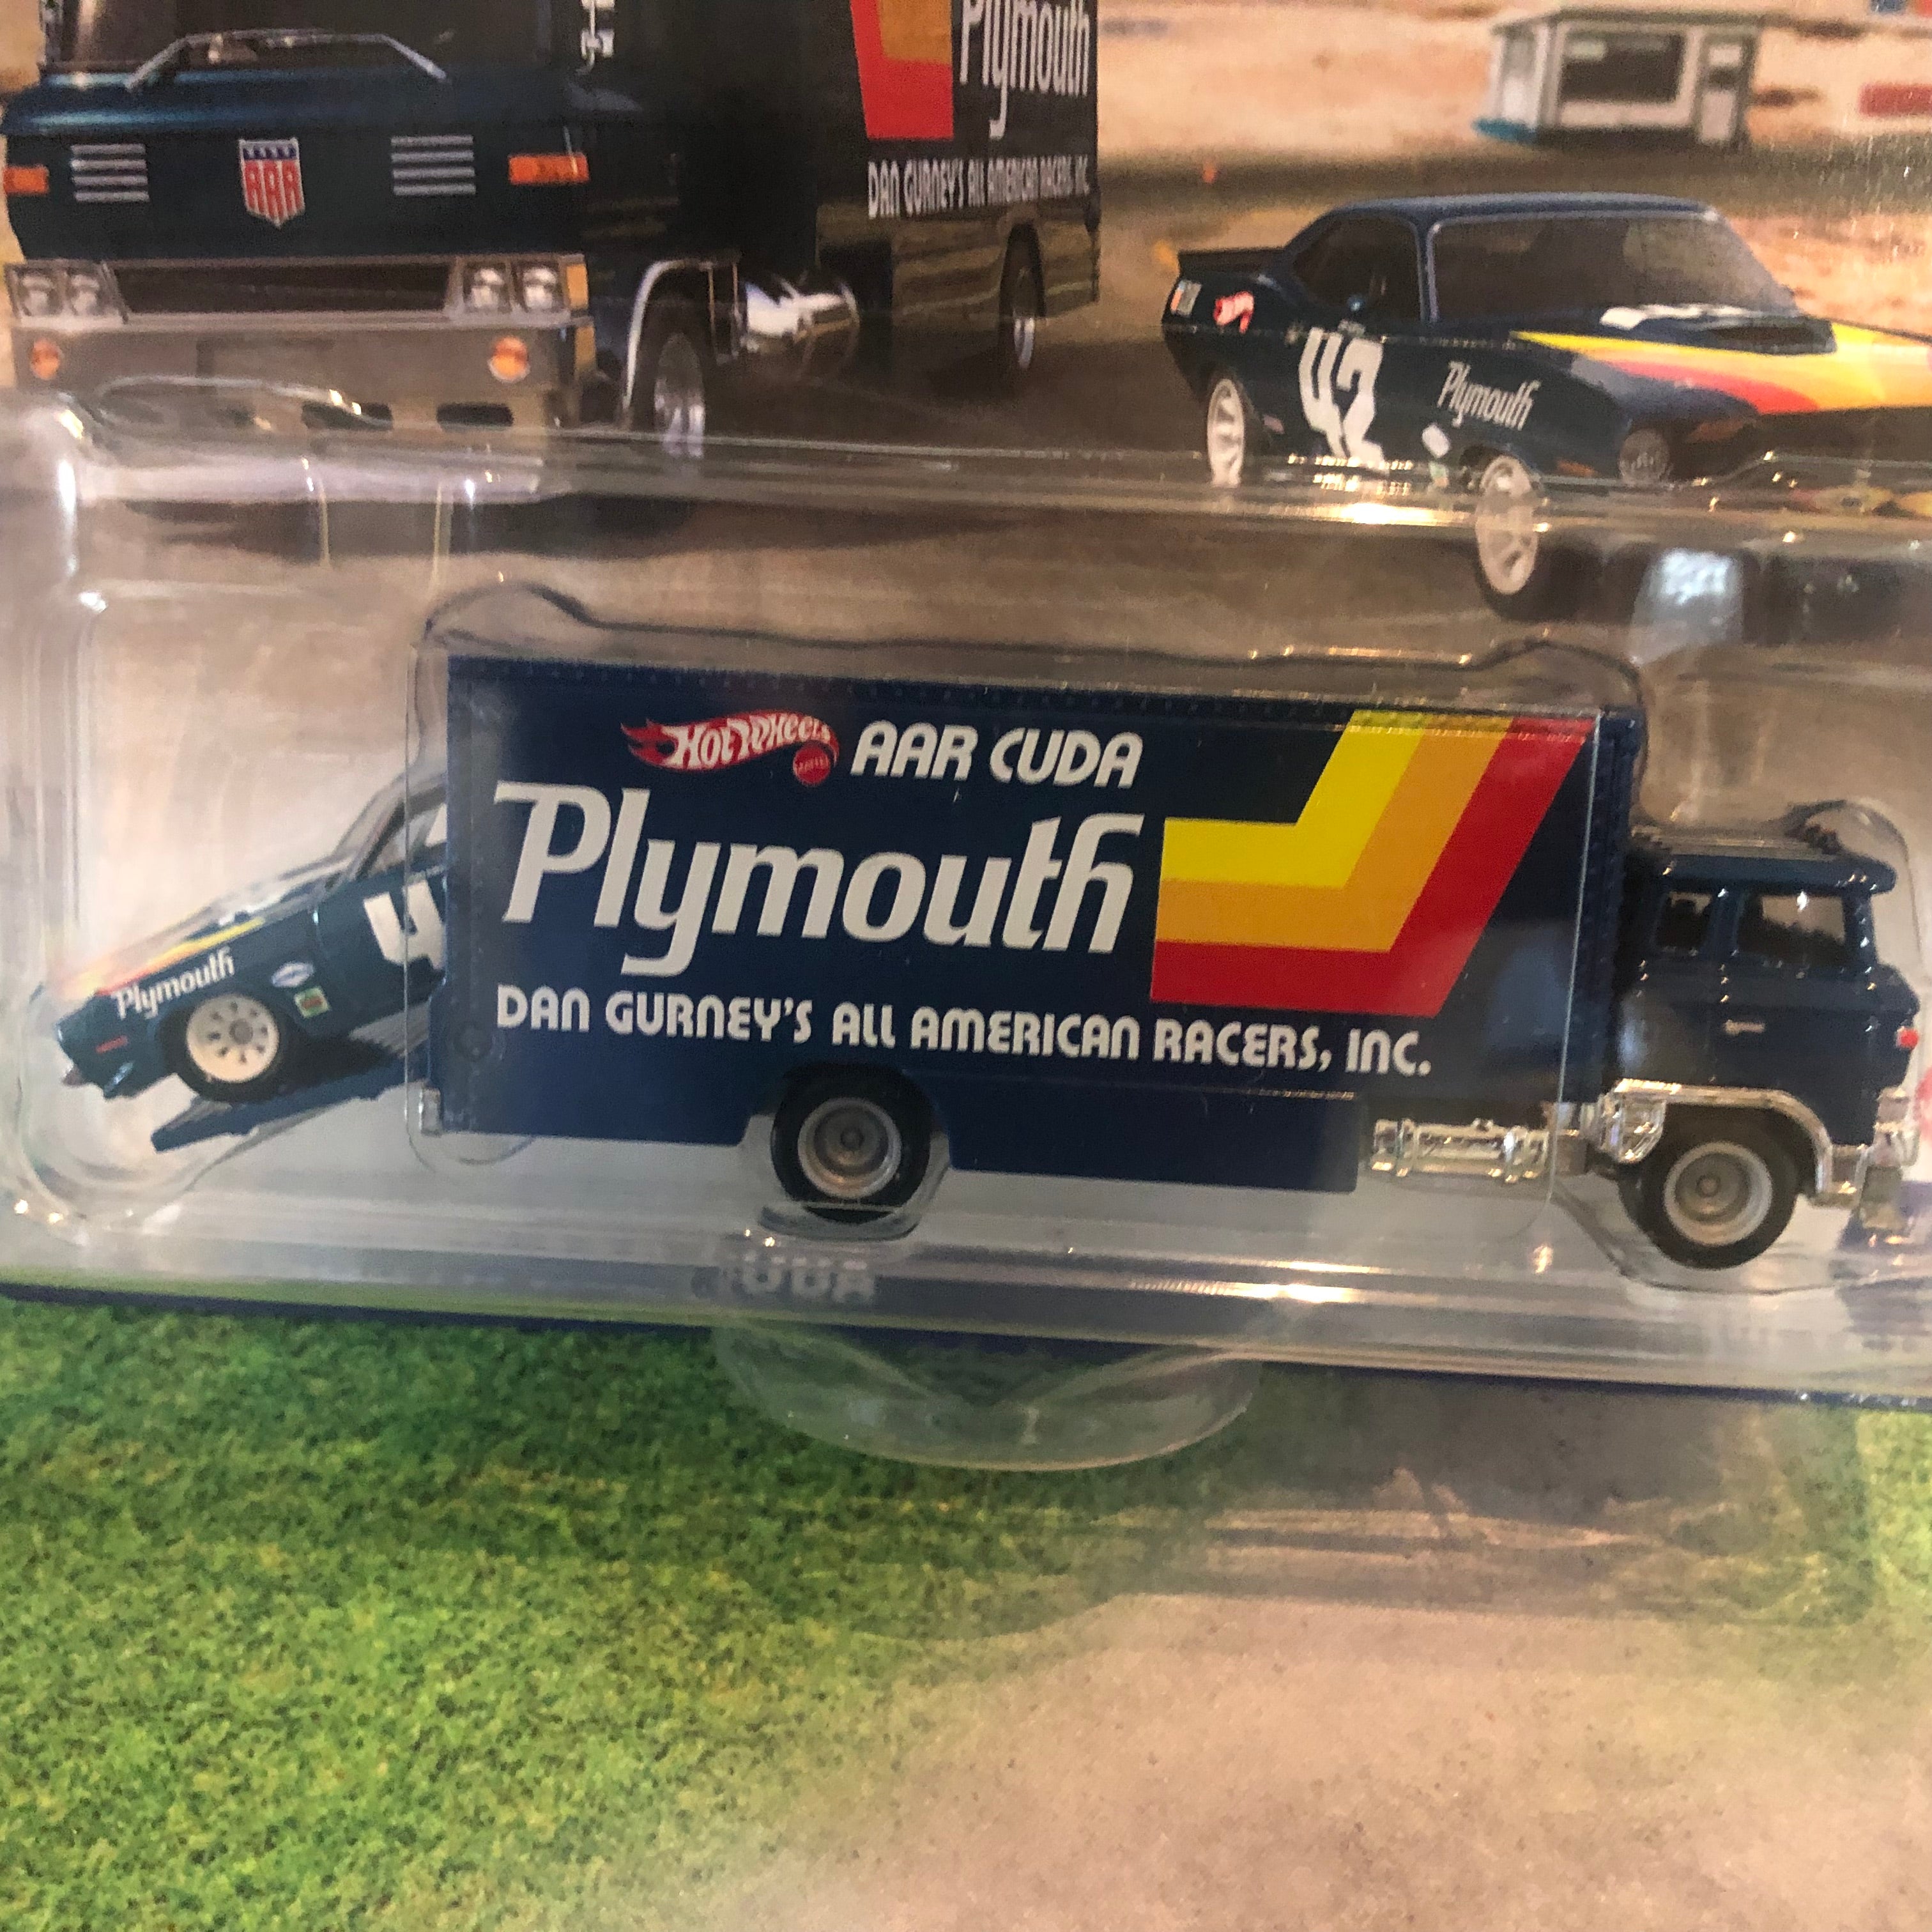 Plymouth
AAR
DAN GURNEY'S ALL AMERICAN RACERS, INC.
42
Plymouth
HOT WHEELS
AAR CUDA
Plymouth
DAN GURNEY'S ALL AMERICAN RACERS, INC.
Plymouth
4